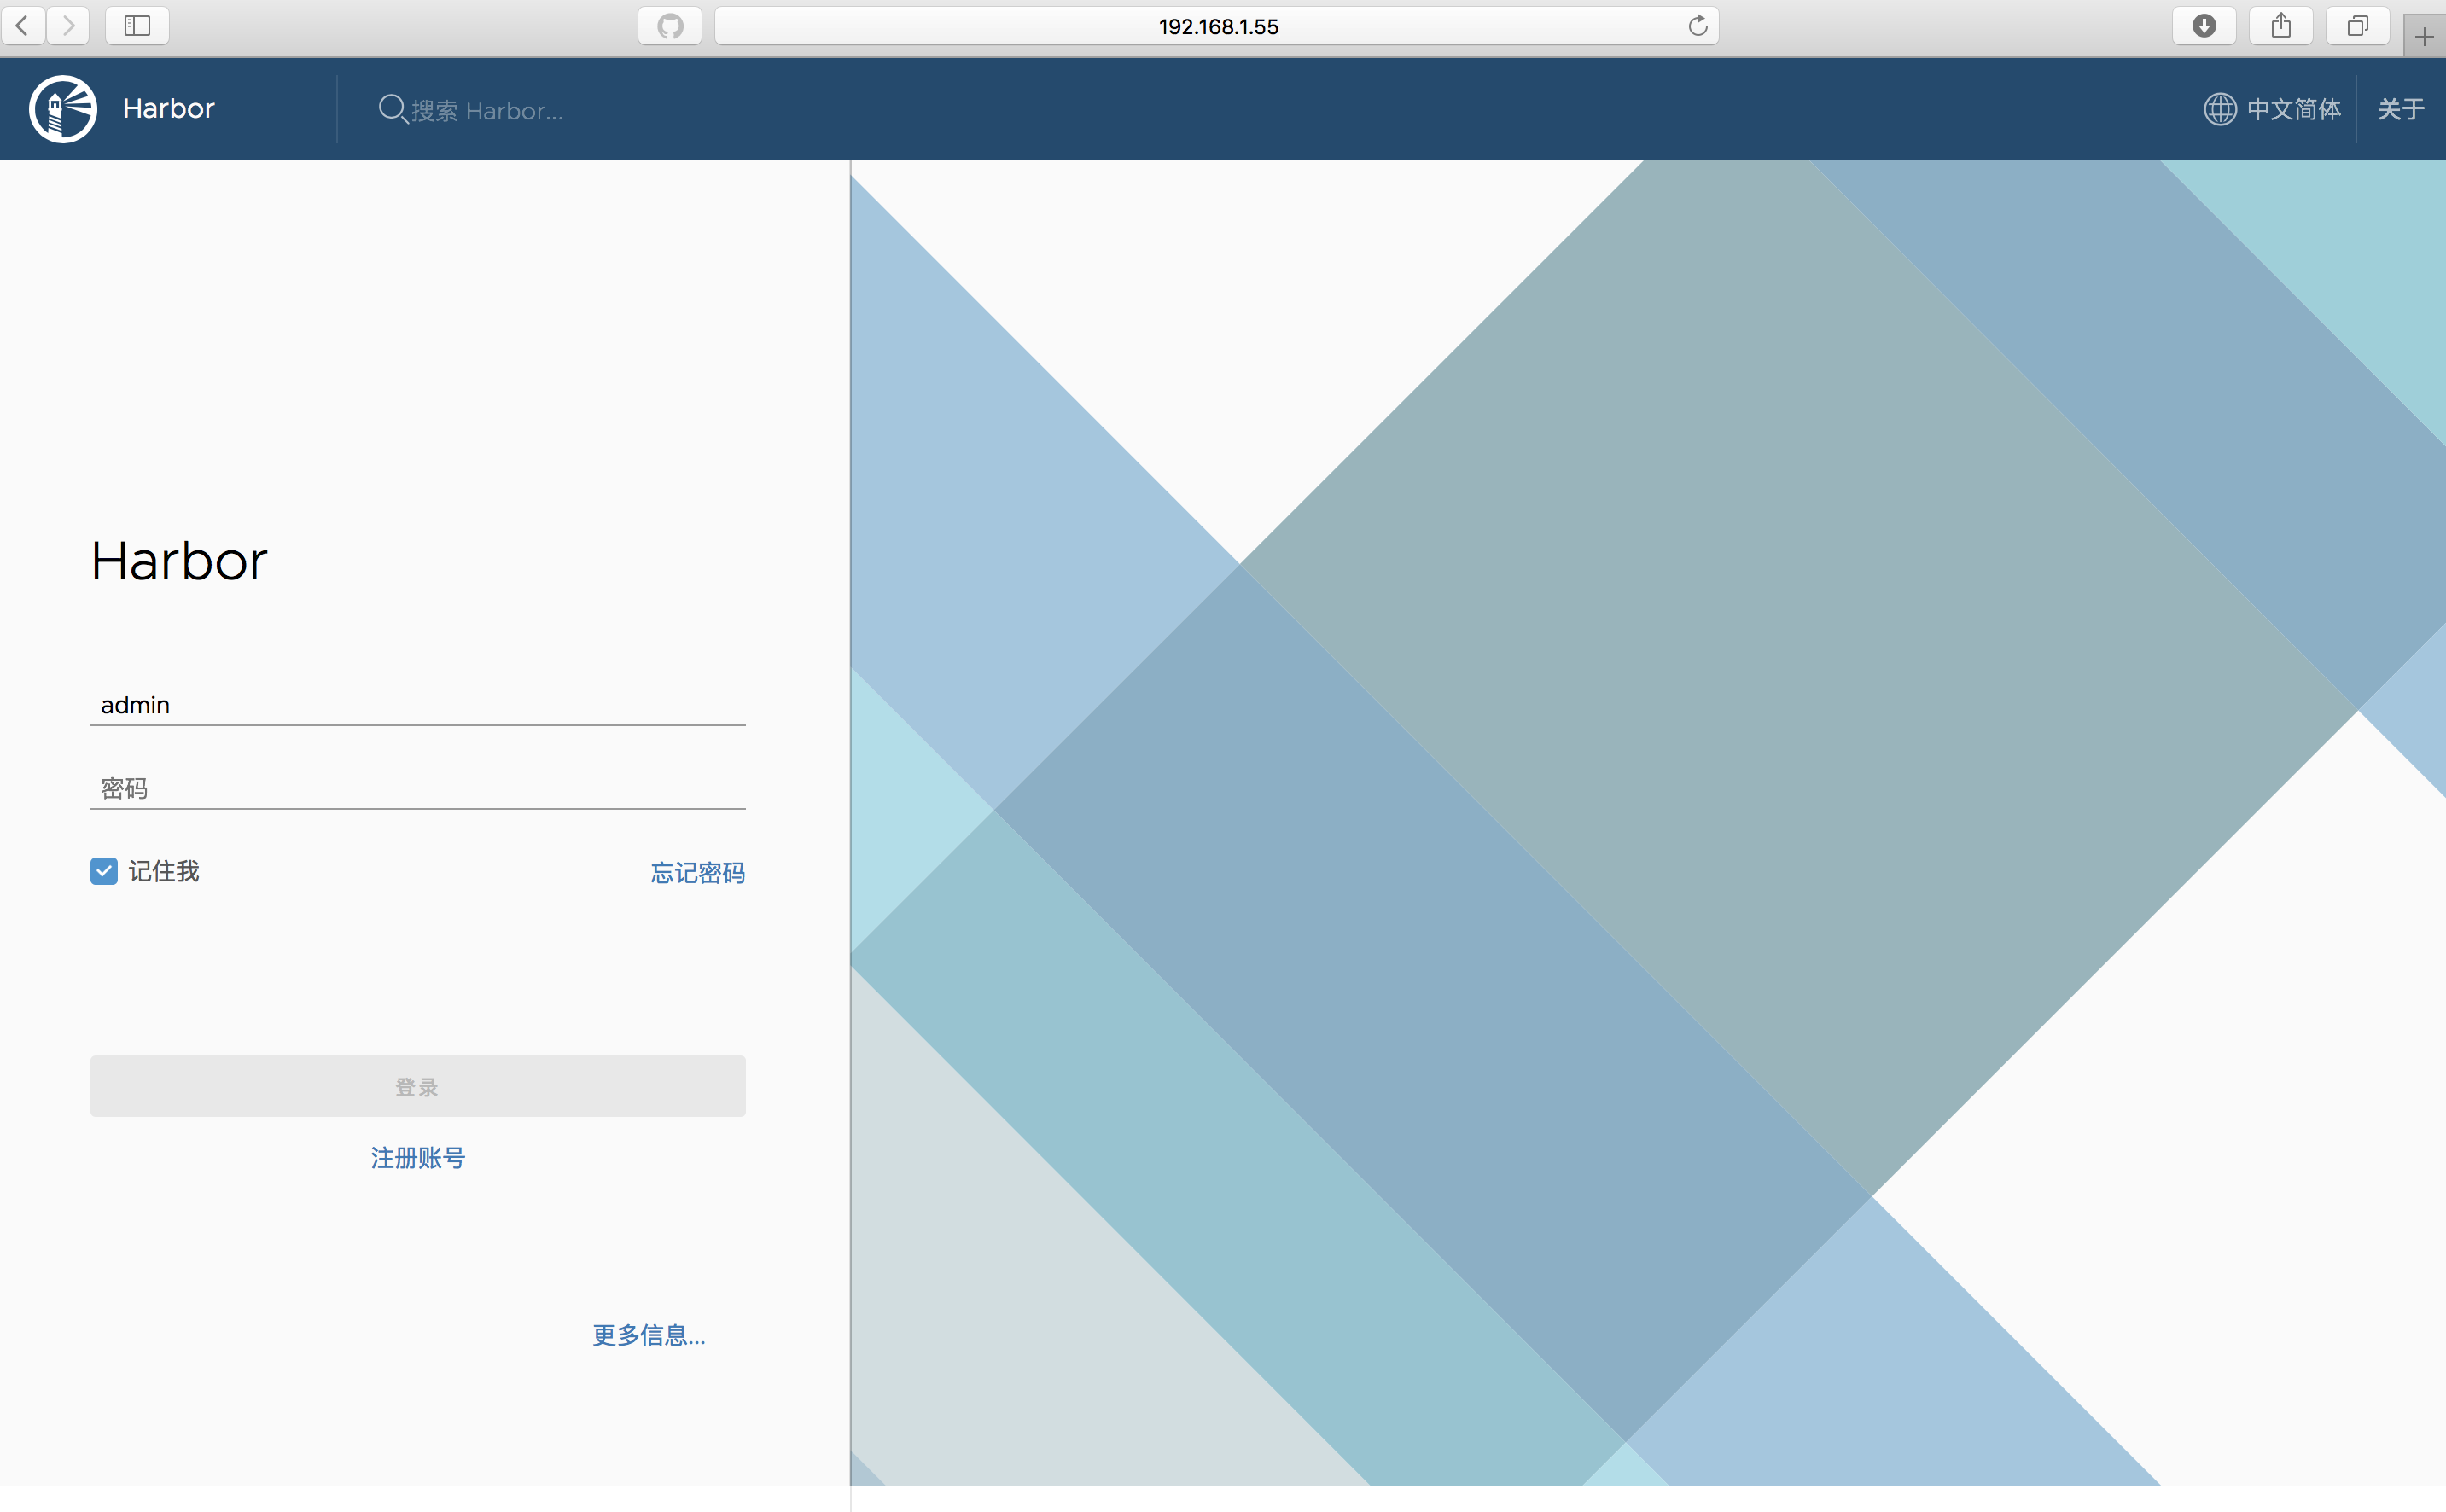 192.168.1.55
Harbor
搜索 Harbor...
中文简体
关于
Harbor
admin
密码
记住我
忘记密码
登录
注册账号
更多信息...